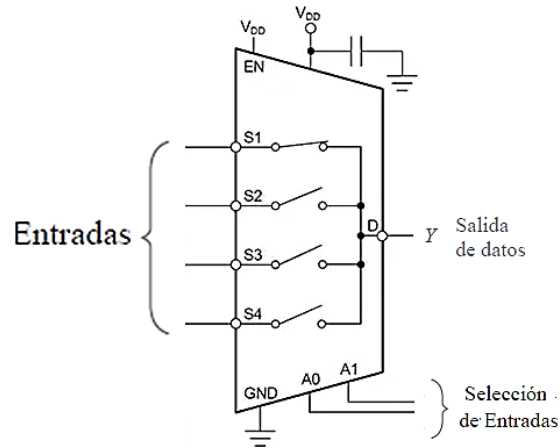 VDD
VDD
EN
S1
S2
Entradas
S3
S4
D
Y
Salida
de datos
A1
A0
GND
Selección
de Entradas